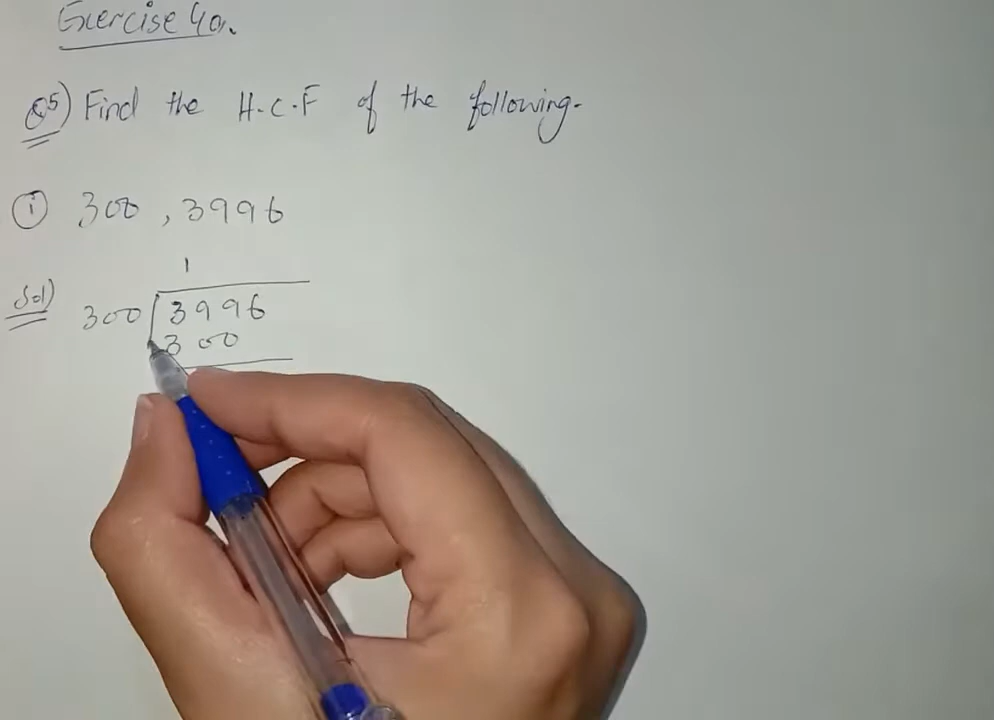 Exercise 4a.
Q5) Find the H.C.F of the following.
(i) 300, 3996
1
Sol) 300 3996
300